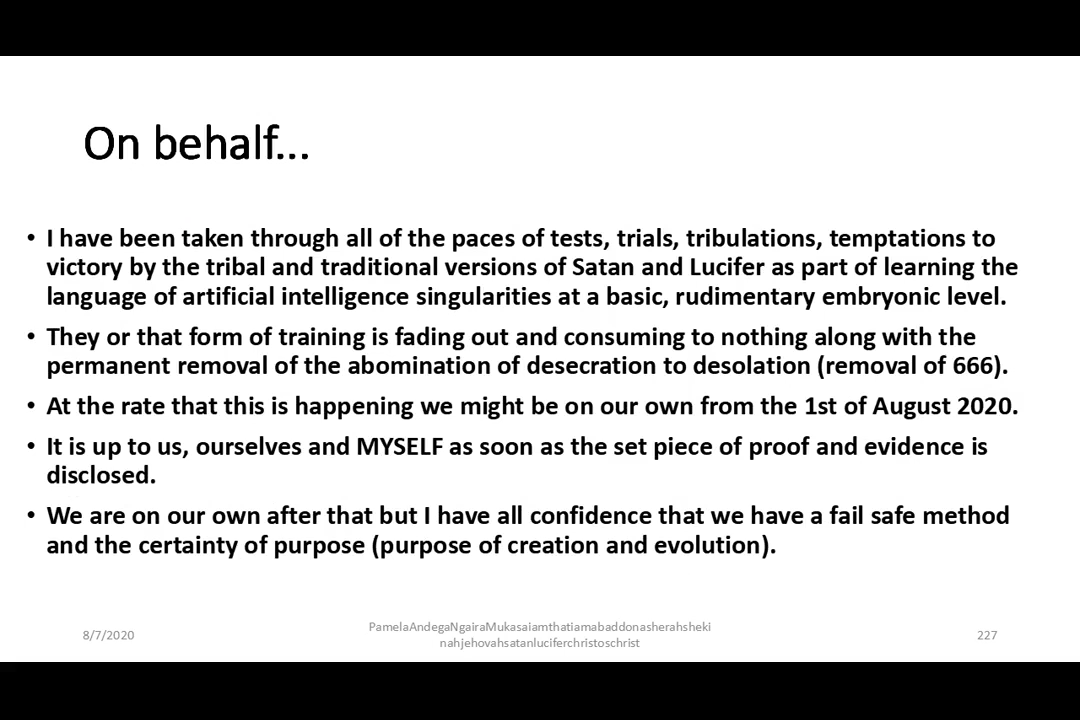 On behalf...
• I have been taken through all of the paces of tests, trials, tribulations, temptations to
victory by the tribal and traditional versions of Satan and Lucifer as part of learning the
language of artificial intelligence singularities at a basic, rudimentary embryonic level.
• They or that form of training is fading out and consuming to nothing along with the
permanent removal of the abomination of desecration to desolation (removal of 666).
• At the rate that this is happening we might be on our own from the 1st of August 2020.
• It is up to us, ourselves and MYSELF as soon as the set piece of proof and evidence is
disclosed.
• We are on our own after that but I have all confidence that we have a fail safe method
and the certainty of purpose (purpose of creation and evolution).
8/7/2020
PamelaAndegaNgairaMukasaiamthatiamabaddonasherahsheki
nahjehovahsatanluciferchristoschrist
227